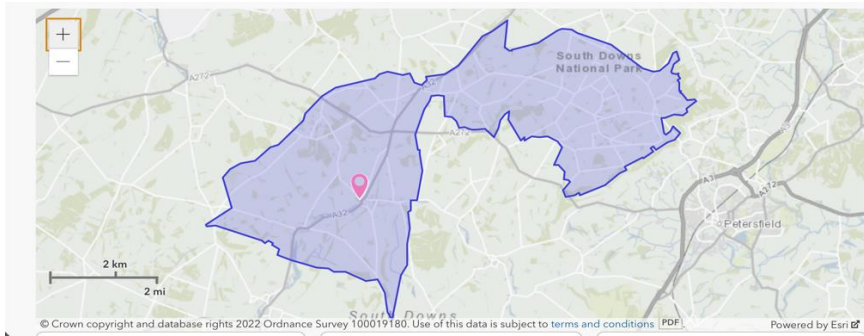 +
−
A272
A32
South Downs
National Park
A272
A3
A272
A32
Petersfield
2 km
2 mi
South Downs
© Crown copyright and database rights 2022 Ordnance Survey 100019180. Use of this data is subject to terms and conditions PDF
Powered by Esri